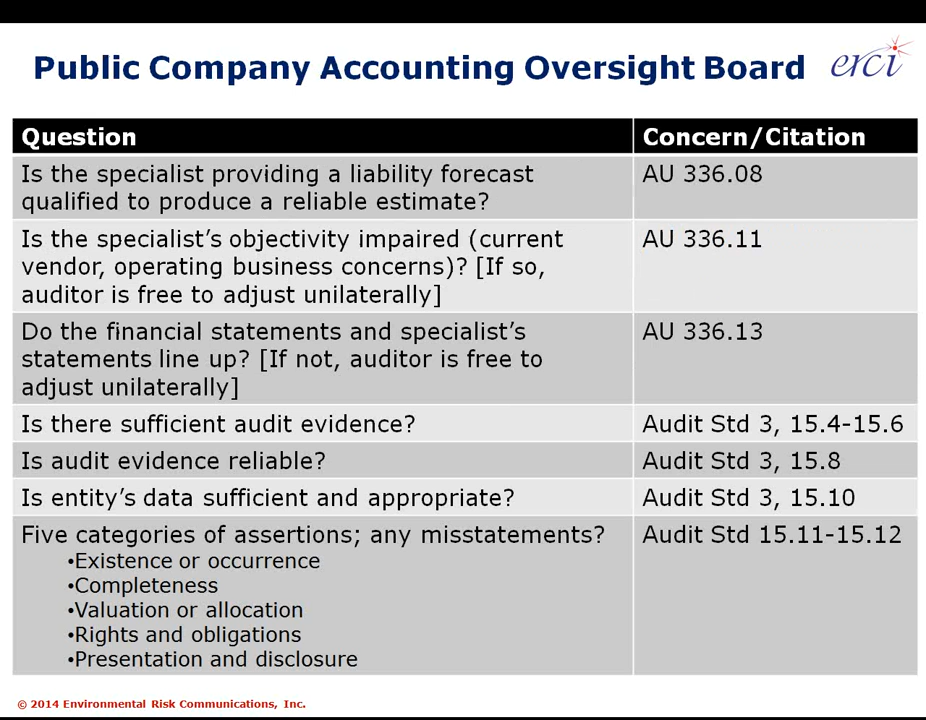 Public Company Accounting Oversight Board
erci
Question
Concern/Citation
Is the specialist providing a liability forecast
qualified to produce a reliable estimate?
AU 336.08
Is the specialist's objectivity impaired (current
vendor, operating business concerns)? [If so,
auditor is free to adjust unilaterally]
AU 336.11
Do the financial statements and specialist's
statements line up? [If not, auditor is free to
adjust unilaterally]
AU 336.13
Is there sufficient audit evidence?
Audit Std 3, 15.4-15.6
Is audit evidence reliable?
Audit Std 3, 15.8
Is entity's data sufficient and appropriate?
Audit Std 3, 15.10
Five categories of assertions; any misstatements?
Audit Std 15.11-15.12
•Existence or occurrence
•Completeness
•Valuation or allocation
•Rights and obligations
•Presentation and disclosure
© 2014 Environmental Risk Communications, Inc.